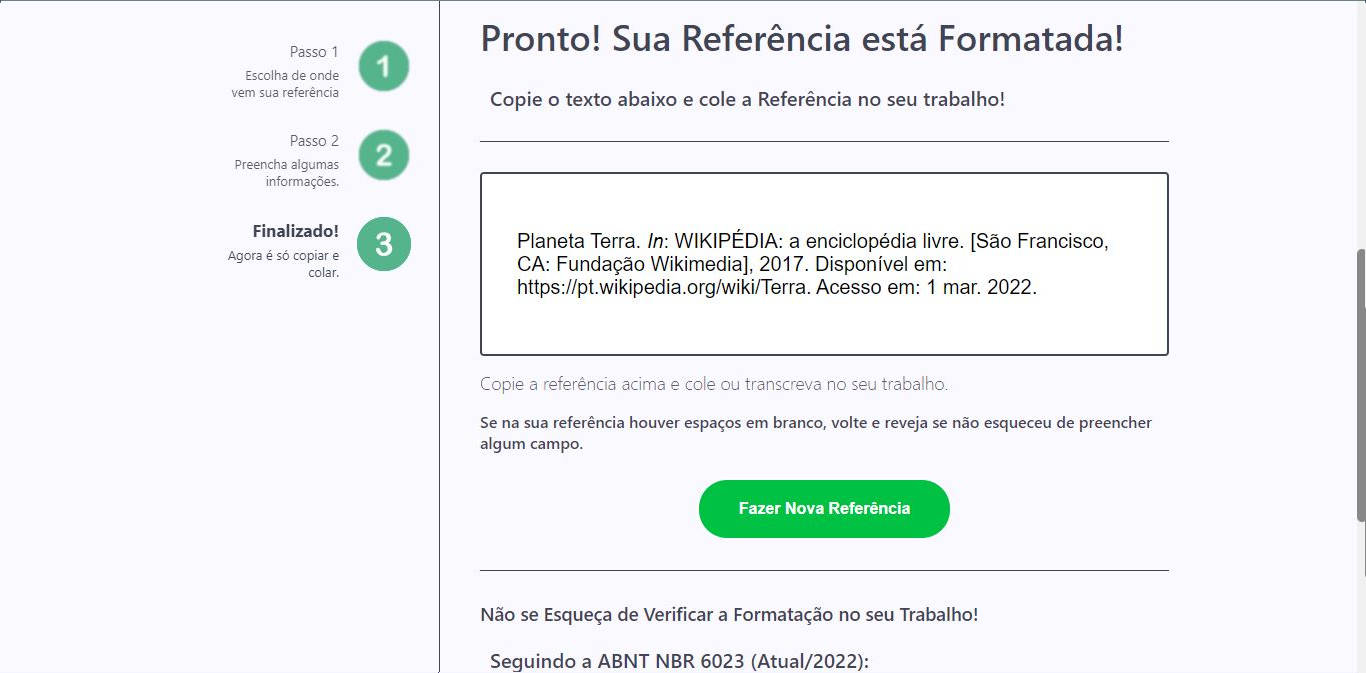 Passo 1
1
Escolha de onde
vem sua referência
Passo 2
2
Preencha algumas
informações.
Finalizado!
3
Agora é só copiar e
colar.
Pronto! Sua Referência está Formatada!
Copie o texto abaixo e cole a Referência no seu trabalho!
Planeta Terra. In: WIKIPÉDIA: a enciclopédia livre. [São Francisco,
CA: Fundação Wikimedia], 2017. Disponível em:
https://pt.wikipedia.org/wiki/Terra. Acesso em: 1 mar. 2022.
Copie a referência acima e cole ou transcreva no seu trabalho.
Se na sua referência houver espaços em branco, volte e reveja se não esqueceu de preencher
algum campo.
Fazer Nova Referência
Não se Esqueça de Verificar a Formatação no seu Trabalho!
Seguindo a ABNT NBR 6023 (Atual/2022):